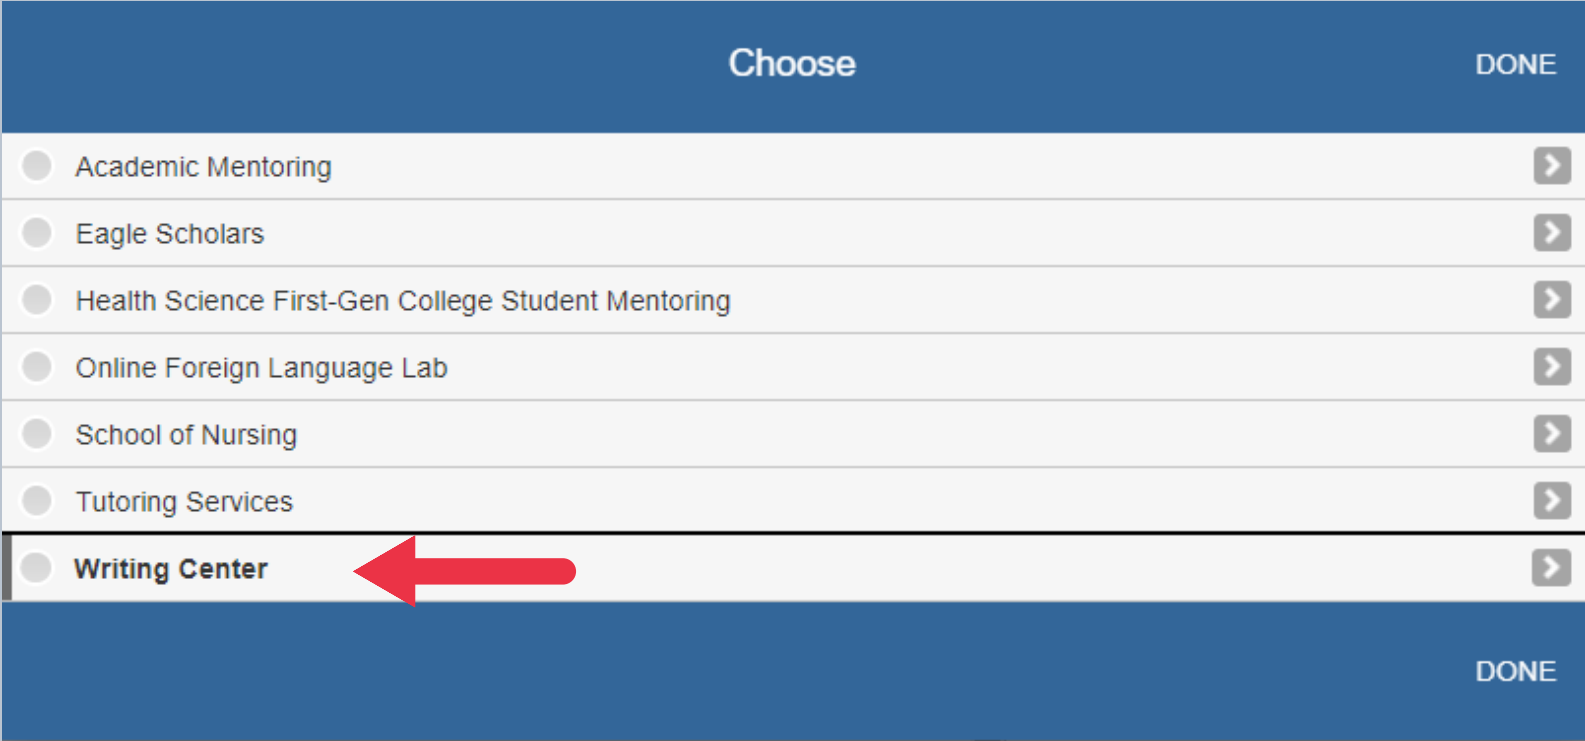 Choose
DONE
Academic Mentoring
Eagle Scholars
Health Science First-Gen College Student Mentoring
Online Foreign Language Lab
School of Nursing
Tutoring Services
Writing Center
DONE